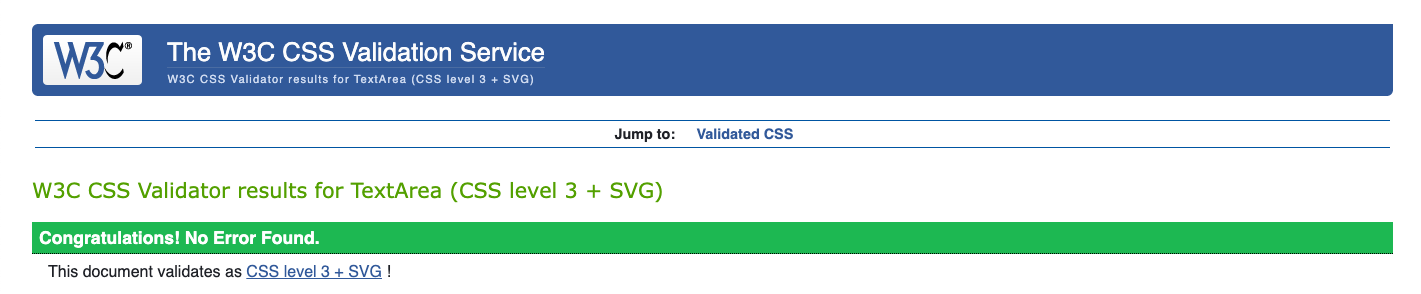 W3C®
The W3C CSS Validation Service
W3C CSS Validator results for TextArea (CSS level 3 + SVG)
Jump to: Validated CSS
W3C CSS Validator results for TextArea (CSS level 3 + SVG)
Congratulations! No Error Found.
This document validates as CSS level 3 + SVG !